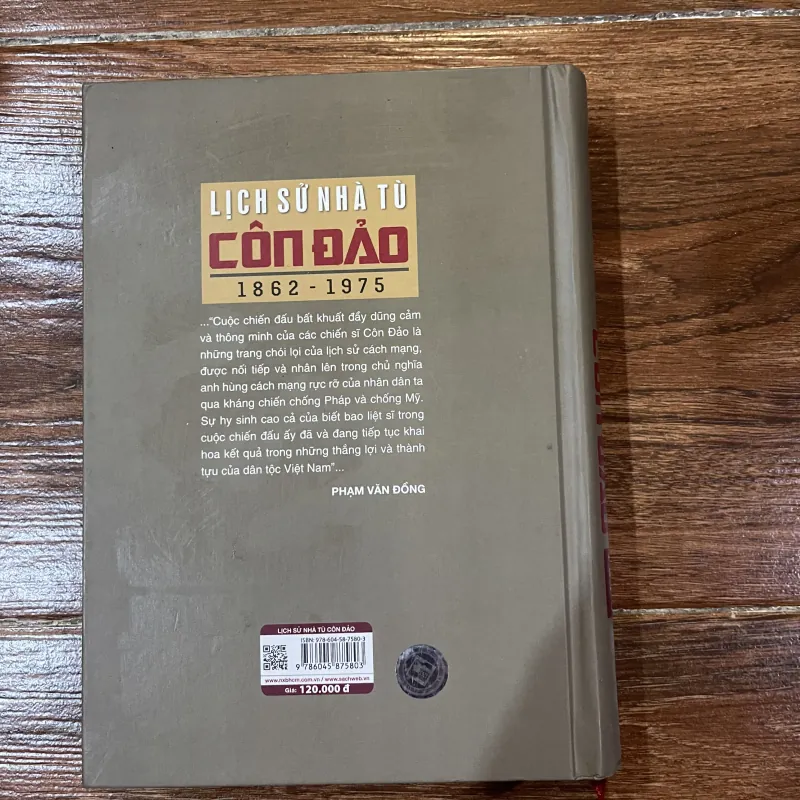 LỊCH SỬ NHÀ TÙ
CÔN ĐẢO
1862 - 1975
..."Cuộc chiến đấu bất khuất đầy dũng cảm
và thông minh của các chiến sĩ Côn Đảo là
những trang chói lọi của lịch sử cách mạng,
được nối tiếp và nhân lên trong chủ nghĩa
anh hùng cách mạng rực rỡ của nhân dân ta
qua kháng chiến chống Pháp và chống Mỹ.
Sự hy sinh cao cả của biết bao liệt sĩ trong
cuộc chiến đấu ấy đã và đang tiếp tục khai
hoa kết quả trong những thắng lợi và thành
tựu của dân tộc Việt Nam"...
PHẠM VĂN ĐỒNG
LỊCH SỬ NHÀ TÙ CÔN ĐẢO
ISBN: 978-604-58-7580-3
9 786045 875803
www.nxbhcm.com.vn / www.sachweb.vn
Giá: 120.000 đ